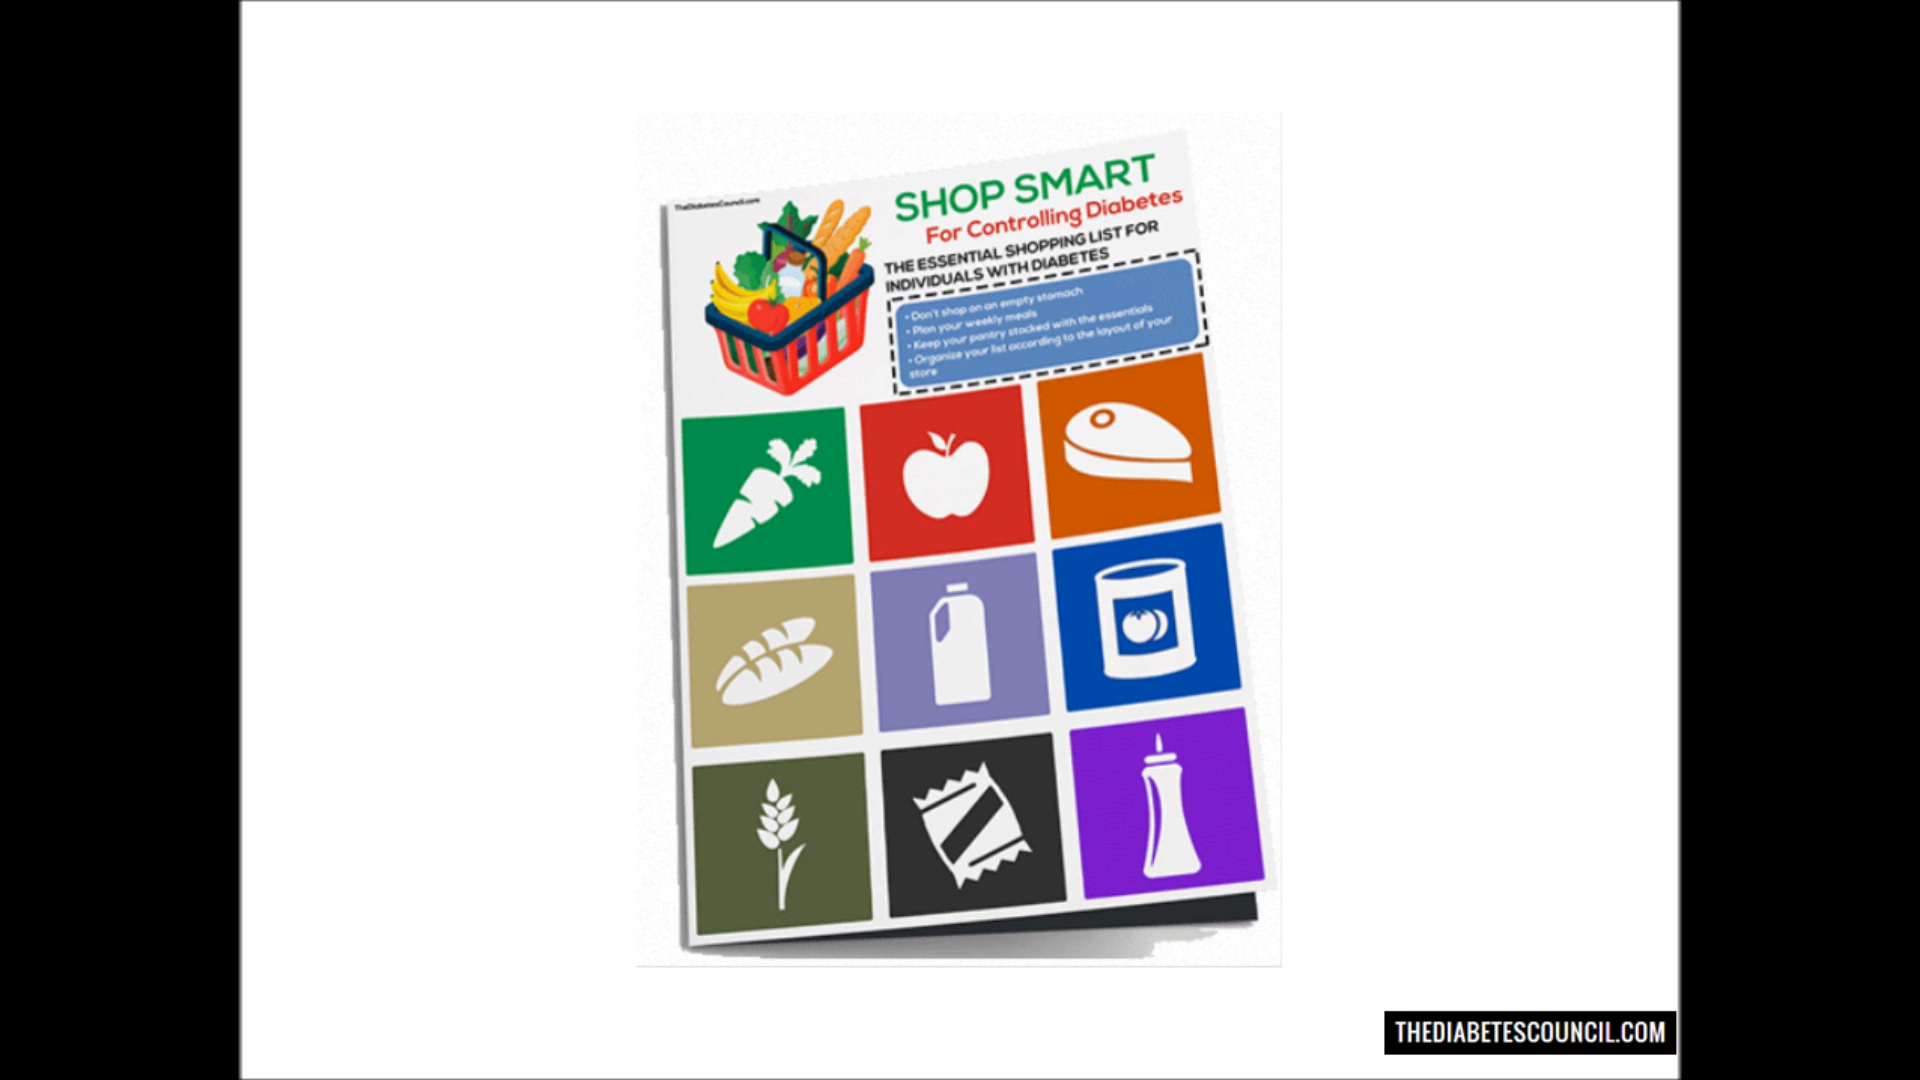 TheDiabetesCouncil.com
SHOP SMART
For Controlling Diabetes
THE ESSENTIAL SHOPPING LIST FOR
INDIVIDUALS WITH DIABETES
• Don't shop on an empty stomach
• Plan your weekly meals
• Keep your pantry stocked with the essentials
• Organize your list according to the layout of your
store
THEDIABETESCOUNCIL.COM